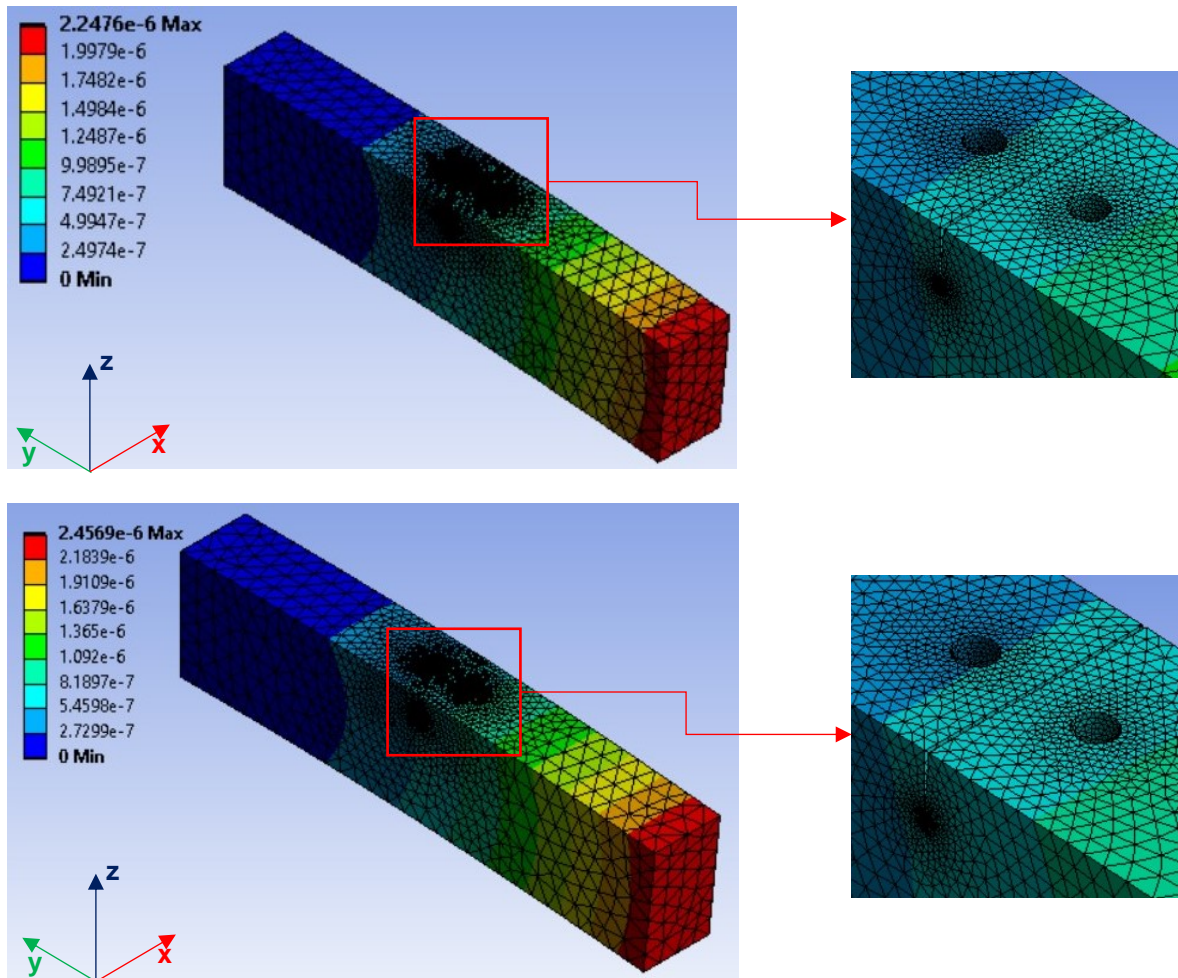 2.2476e-6 Max
1.9979e-6
1.7482e-6
1.4984e-6
1.2487e-6
9.9895e-7
7.4921e-7
4.9947e-7
2.4974e-7
0 Min
z
y
x
2.4569e-6 Max
2.1839e-6
1.9109e-6
1.6379e-6
1.365e-6
1.092e-6
8.1897e-7
5.4598e-7
2.7299e-7
0 Min
z
y
x